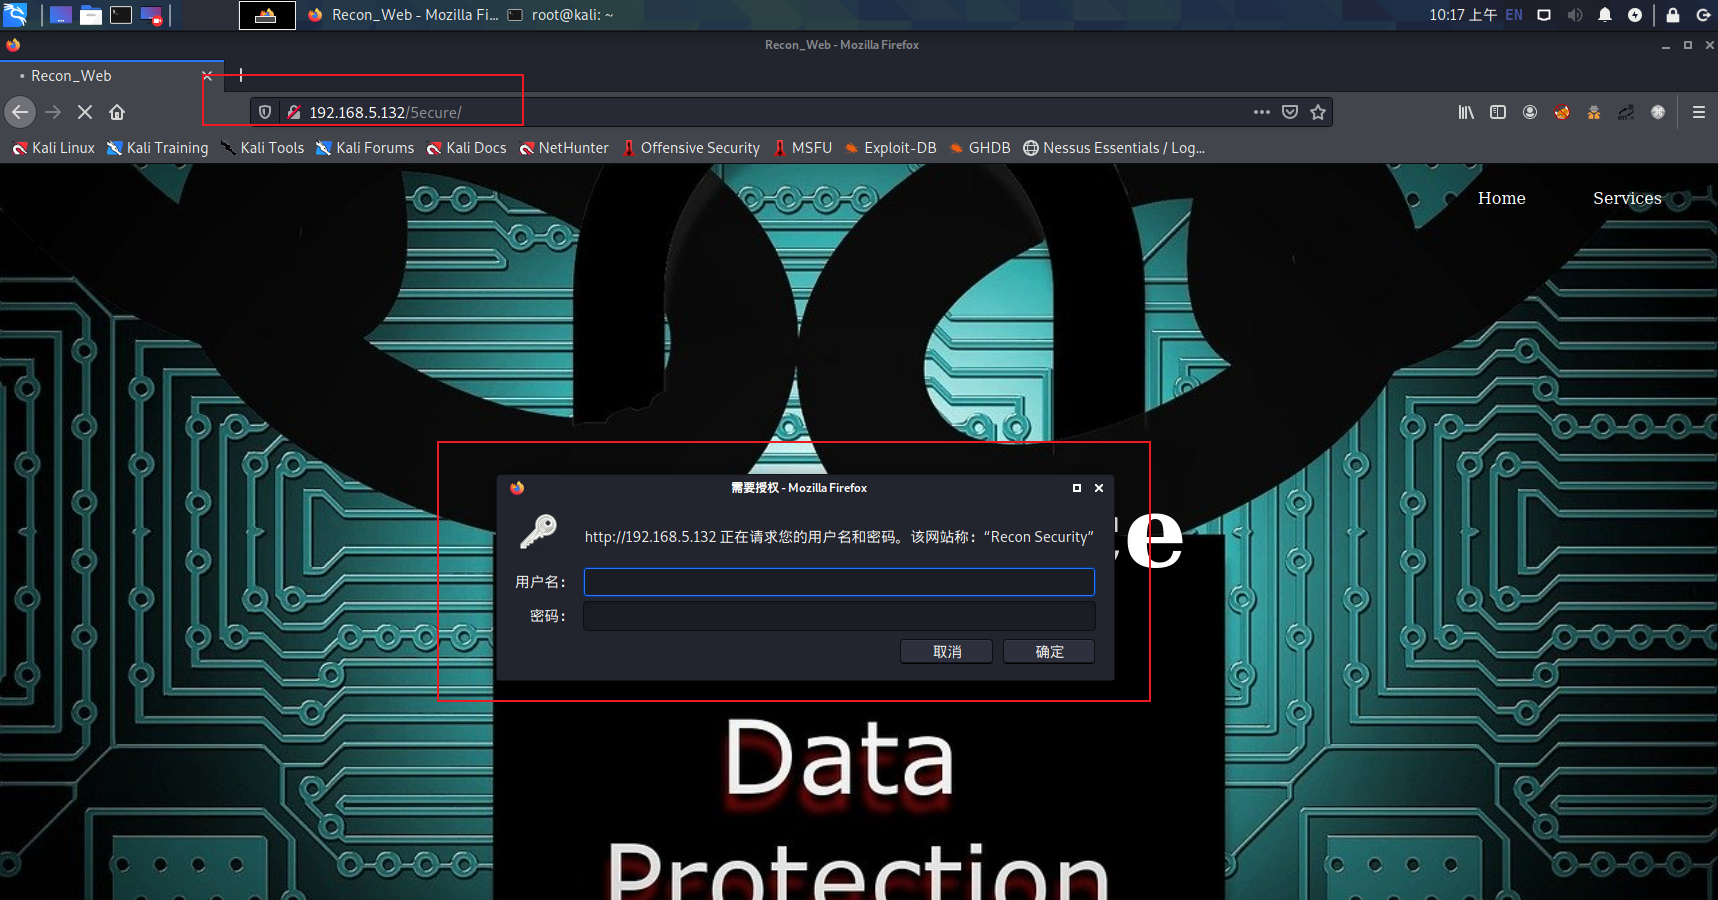 Recon_Web - Mozilla Fi... root@kali: ~ 10:17 上午 EN
Recon_Web - Mozilla Firefox
• Recon_Web
192.168.5.132/5ecure/
Kali Linux Kali Training Kali Tools Kali Forums Kali Docs NetHunter Offensive Security MSFU Exploit-DB GHDB Nessus Essentials / Log...
Home Services
需要授权 - Mozilla Firefox
http://192.168.5.132 正在请求您的用户名和密码。该网站称：“Recon Security”
用户名：
密码：
取消 确定
Data
Protection